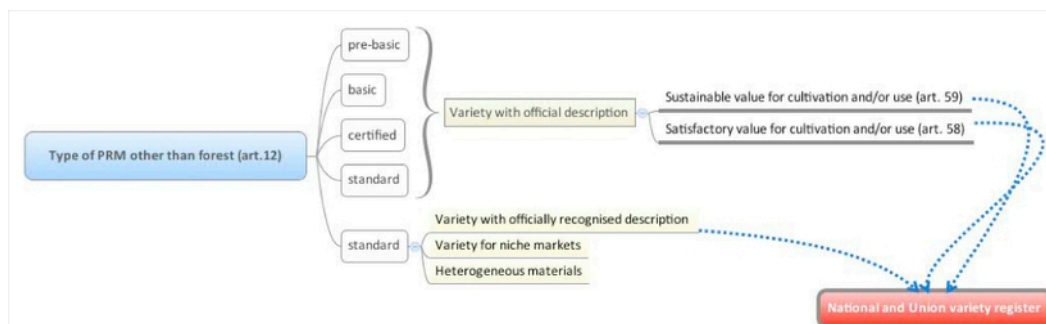 pre-basic
basic
Variety with official description
Sustainable value for cultivation and/or use (art. 59)
Satisfactory value for cultivation and/or use (art. 58)
certified
Type of PRM other than forest (art.12)
standard
standard
Variety with officially recognised description
Variety for niche markets
Heterogeneous materials
National and Union variety register